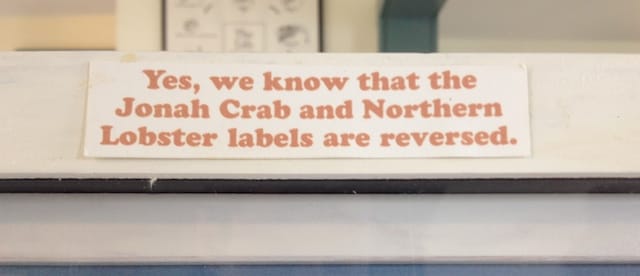 Yes, we know that the
Jonah Crab and Northern
Lobster labels are reversed.